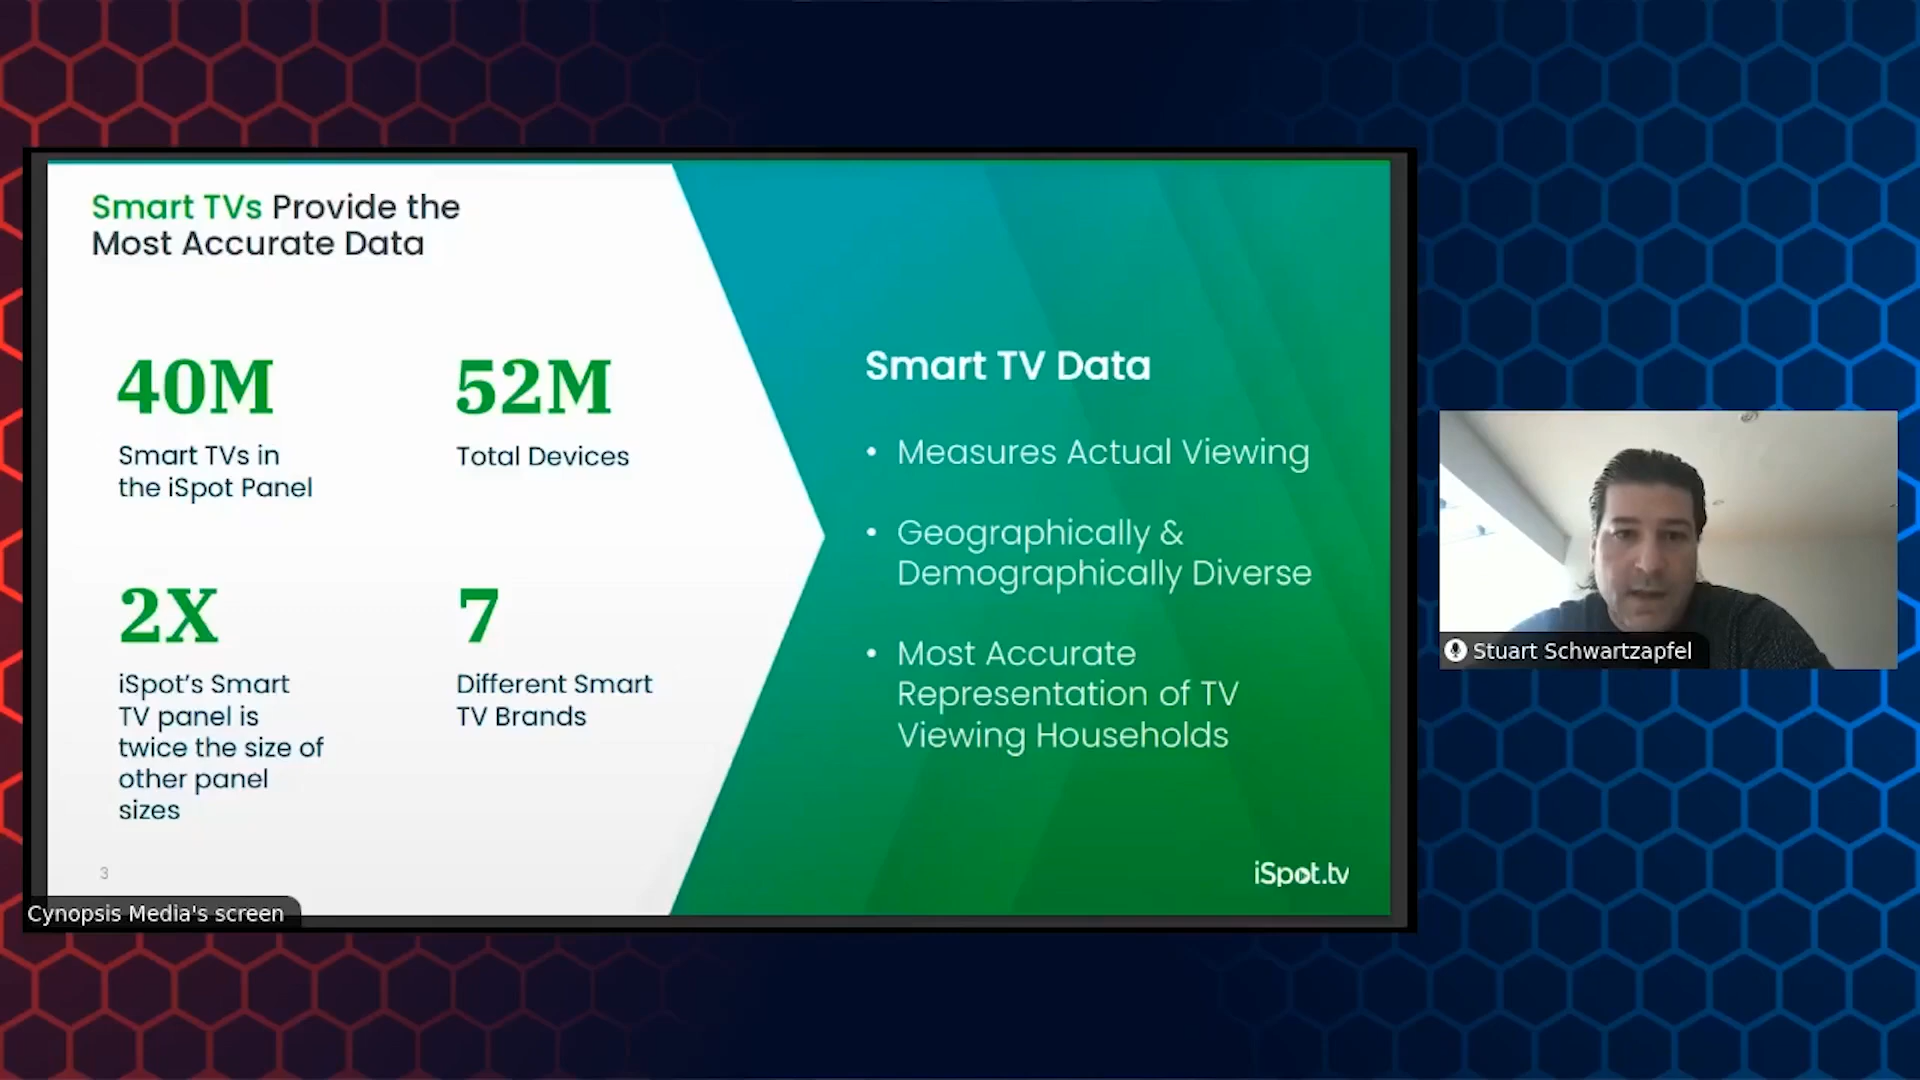 Smart TVs Provide the
Most Accurate Data
40M
Smart TVs in
the iSpot Panel
52M
Total Devices
2X
iSpot’s Smart
TV panel is
twice the size of
other panel
sizes
7
Different Smart
TV Brands
3
Smart TV Data
• Measures Actual Viewing
• Geographically &
Demographically Diverse
• Most Accurate
Representation of TV
Viewing Households
iSpot.tv
Cynopsis Media's screen
Stuart Schwartzapfel